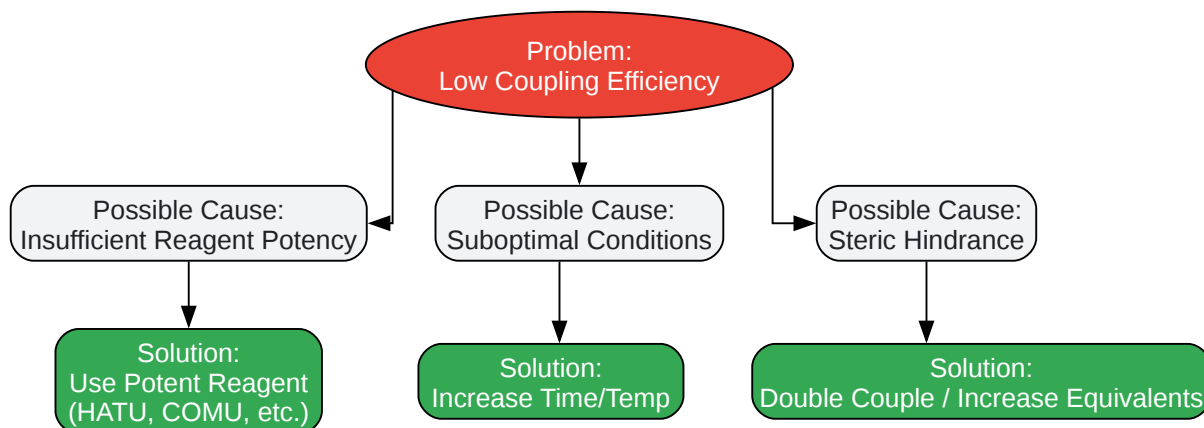 Problem:
Low Coupling Efficiency
Possible Cause:
Insufficient Reagent Potency
Possible Cause:
Suboptimal Conditions
Possible Cause:
Steric Hindrance
Solution:
Use Potent Reagent
(HATU, COMU, etc.)
Solution:
Increase Time/Temp
Solution:
Double Couple / Increase Equivalents